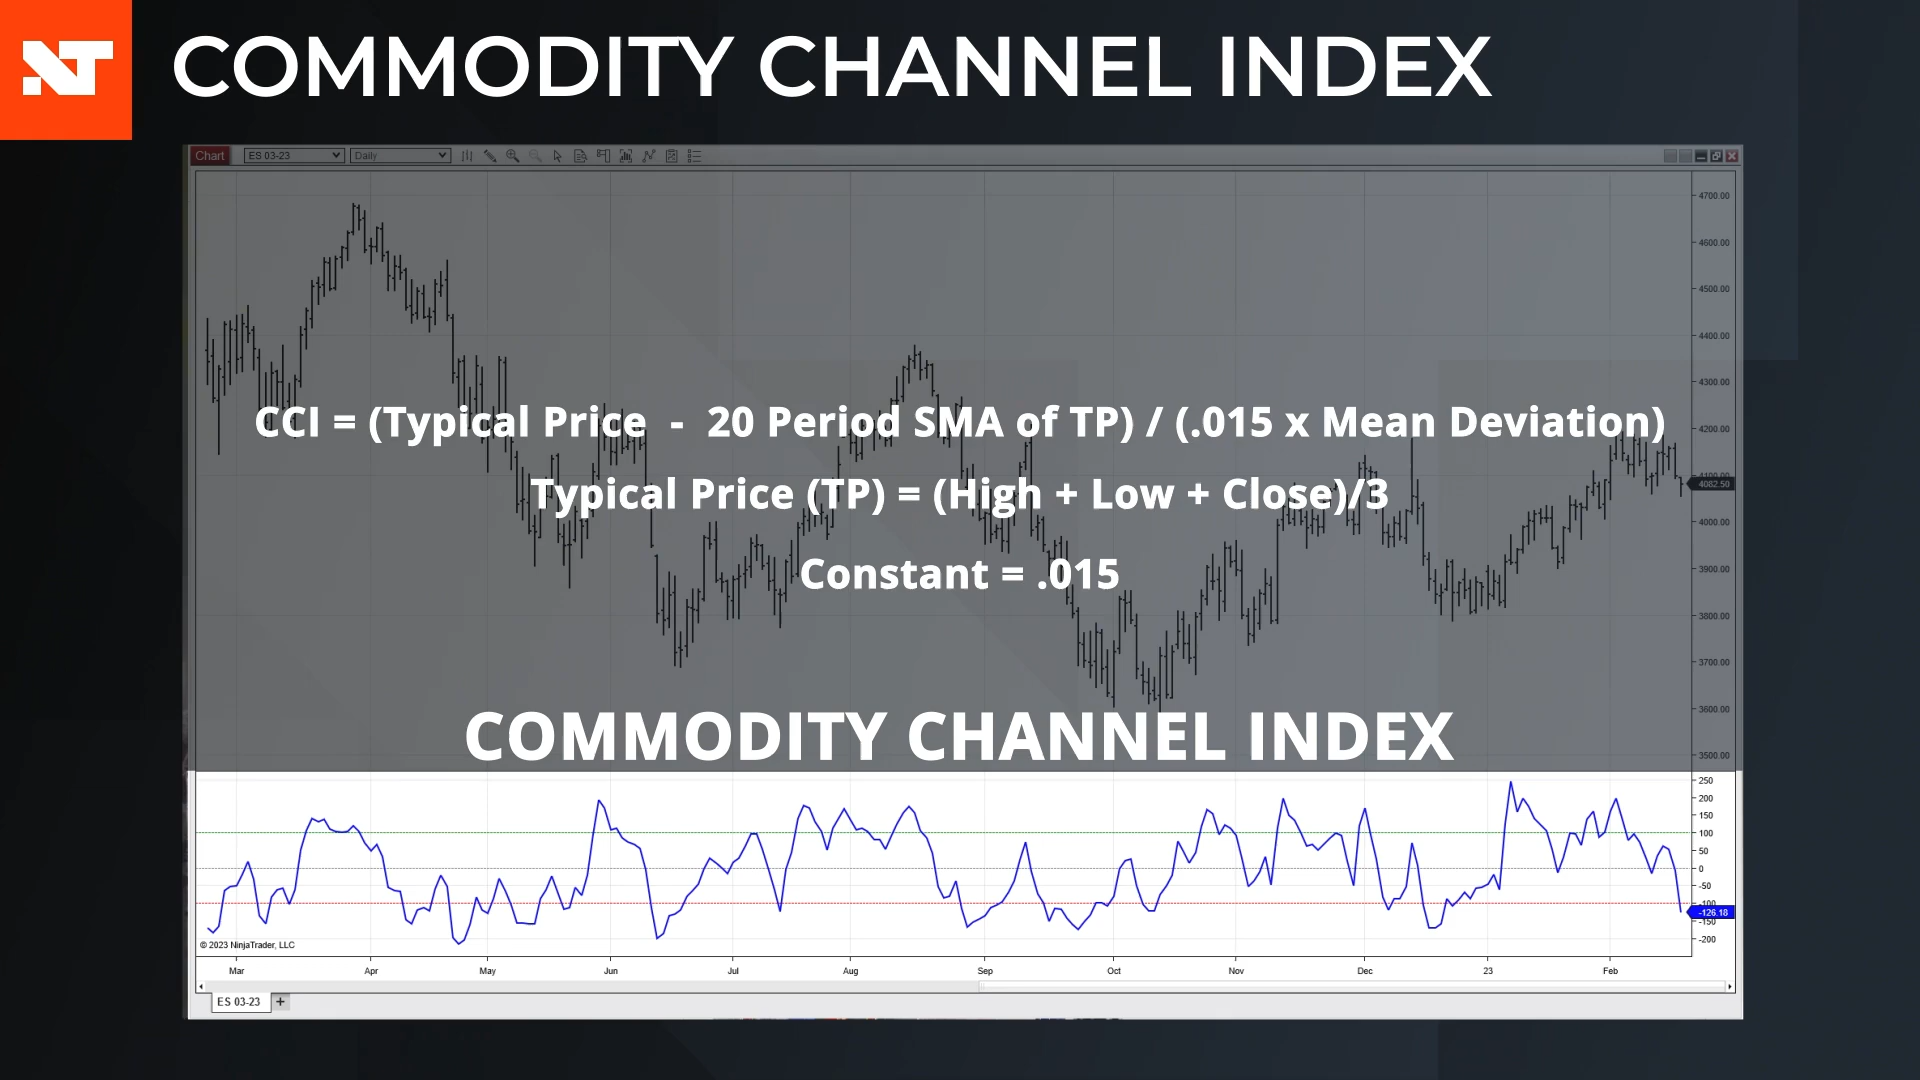 NT COMMODITY CHANNEL INDEX
Chart ES 03-23 Daily
4700.00
4600.00
4500.00
4400.00
4300.00
CCI = (Typical Price - 20 Period SMA of TP) / (.015 x Mean Deviation)
4200.00
4100.00
4082.50
Typical Price (TP) = (High + Low + Close)/3
4000.00
3900.00
Constant = .015
3800.00
3700.00
3600.00
COMMODITY CHANNEL INDEX
3500.00
250
200
150
100
50
0
-50
-100
-126.18
-150
-200
© 2023 NinjaTrader, LLC
Mar Apr May Jun Jul Aug Sep Oct Nov Dec 23 Feb
ES 03-23 +